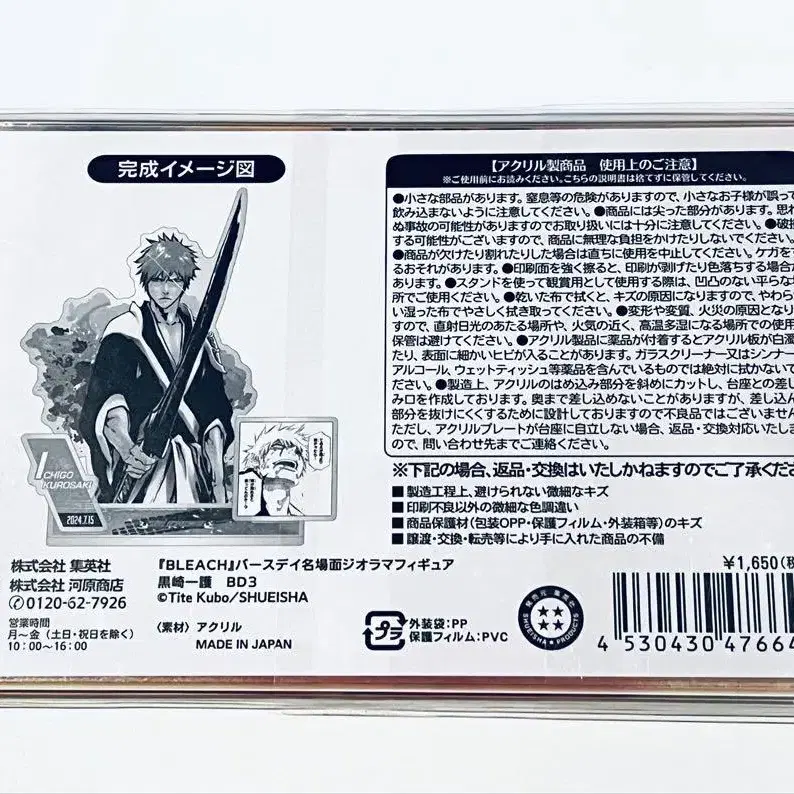 完成イメージ図
ICHIGO
KUROSAKI
2024.7.15
【アクリル製商品　使用上のご注意】
※ご使用前にお読みください。こちらの説明書は捨てずに保管してください。
●小さな部品があります。窒息等の危険がありますので、小さなお子様が誤って
飲み込まないように注意してください。●商品には尖った部分があります。思わ
ぬ事故の可能性がありますのでお取り扱いには十分に注意してください。●破損
する可能性がございますので、商品に無理な負担をかけたりしないでください。
●商品が欠けたり割れたりした場合は直ちに使用を中止してください。ケガをす
るおそれがあります。●印刷面を強く擦ると、印刷が剥げたり色落ちする場合が
あります。●スタンドを使って観賞用として使用する際は、凹凸のない平らな場
所でご使用ください。●乾いた布で拭くと、キズの原因になりますので、やわらか
い湿った布でやさしく拭き取ってください。●変形や変質、火災の原因となりま
すので、直射日光のあたる場所や、火気の近く、高温多湿になる場所での使用
保管は避けてください。●アクリル製品に薬品が付着するとアクリル板が白濁
たり、表面に細かいヒビが入ることがあります。ガラスクリーナー又はシンナー
アルコール、ウェットティッシュ等薬品を含んでいるものでは絶対に拭かないで
ください。●製造上、アクリルのはめ込み部分を斜めにカットし、台座との差し
み口を作成しております。奥まで差し込めないことがありますが、差し込ん
部分を抜けにくくするために設計しておりますので不良品ではございません
ただし、アクリルプレートが台座に自立しない場合、返品・交換対応いたしま
ので、問い合わせ先までご連絡ください。
※下記の場合、返品・交換はいたしかねますのでご了承くださ
■製造工程上、避けられない微細なキズ
■印刷不良以外の微細な色調違い
■商品保護材(包装OPP・保護フィルム・外装箱等)のキズ
■譲渡・交換・転売等により手に入れた商品の不備
株式会社 集英社
株式会社 河原商店
✆0120-62-7926
営業時間
月～金（土日・祝日を除く）
10：00～16：00
『BLEACH』バースデイ名場面ジオラマフィギュア
黒崎一護　BD3
©Tite Kubo/SHUEISHA
〈素材〉アクリル
MADE IN JAPAN
プラ
外装袋:PP
保護フィルム:PVC
発売元 集英社
SHUEISHA PRODUCTS
¥1,650(税
4 530430 47664